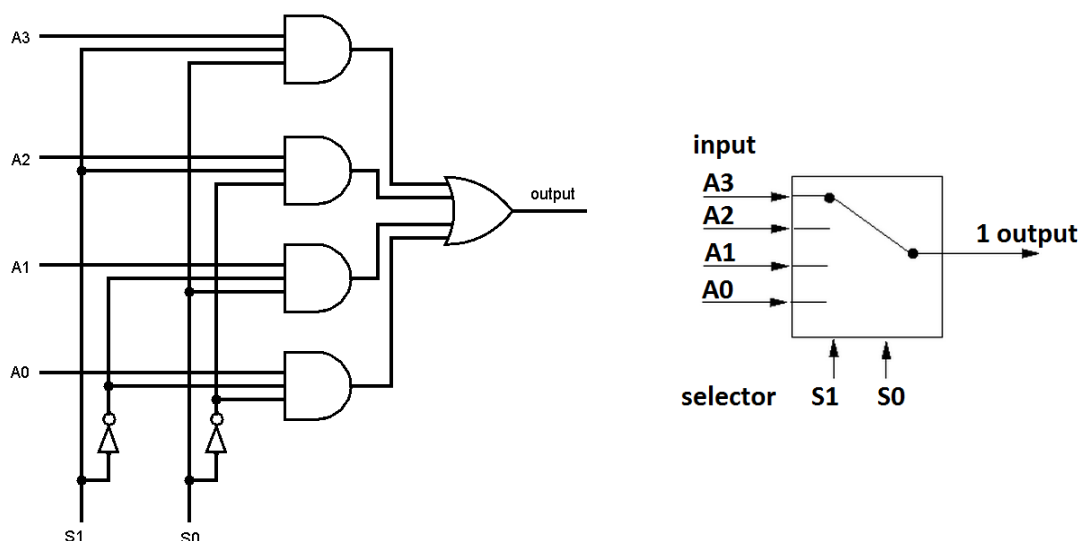 A3
A2
output
A1
A0
S1 S0
input
A3
A2
A1
1 output
A0
selector S1 S0